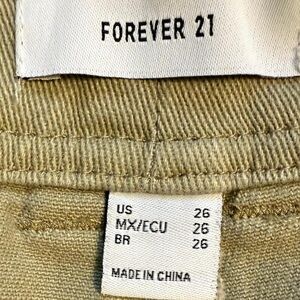 FOREVER 21
US 26
MX/ECU 26
BR 26
MADE IN CHINA